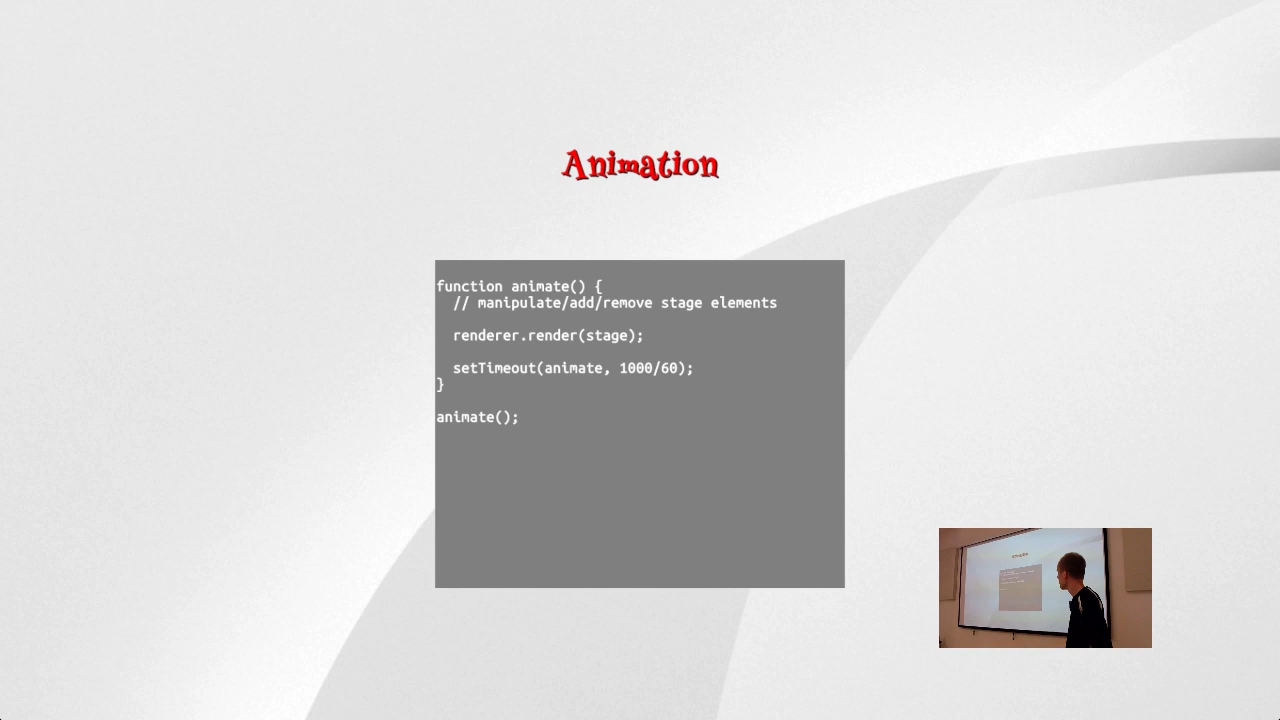 Animation
function animate() {
  // manipulate/add/remove stage elements
  renderer.render(stage);
  setTimeout(animate, 1000/60);
}
animate();